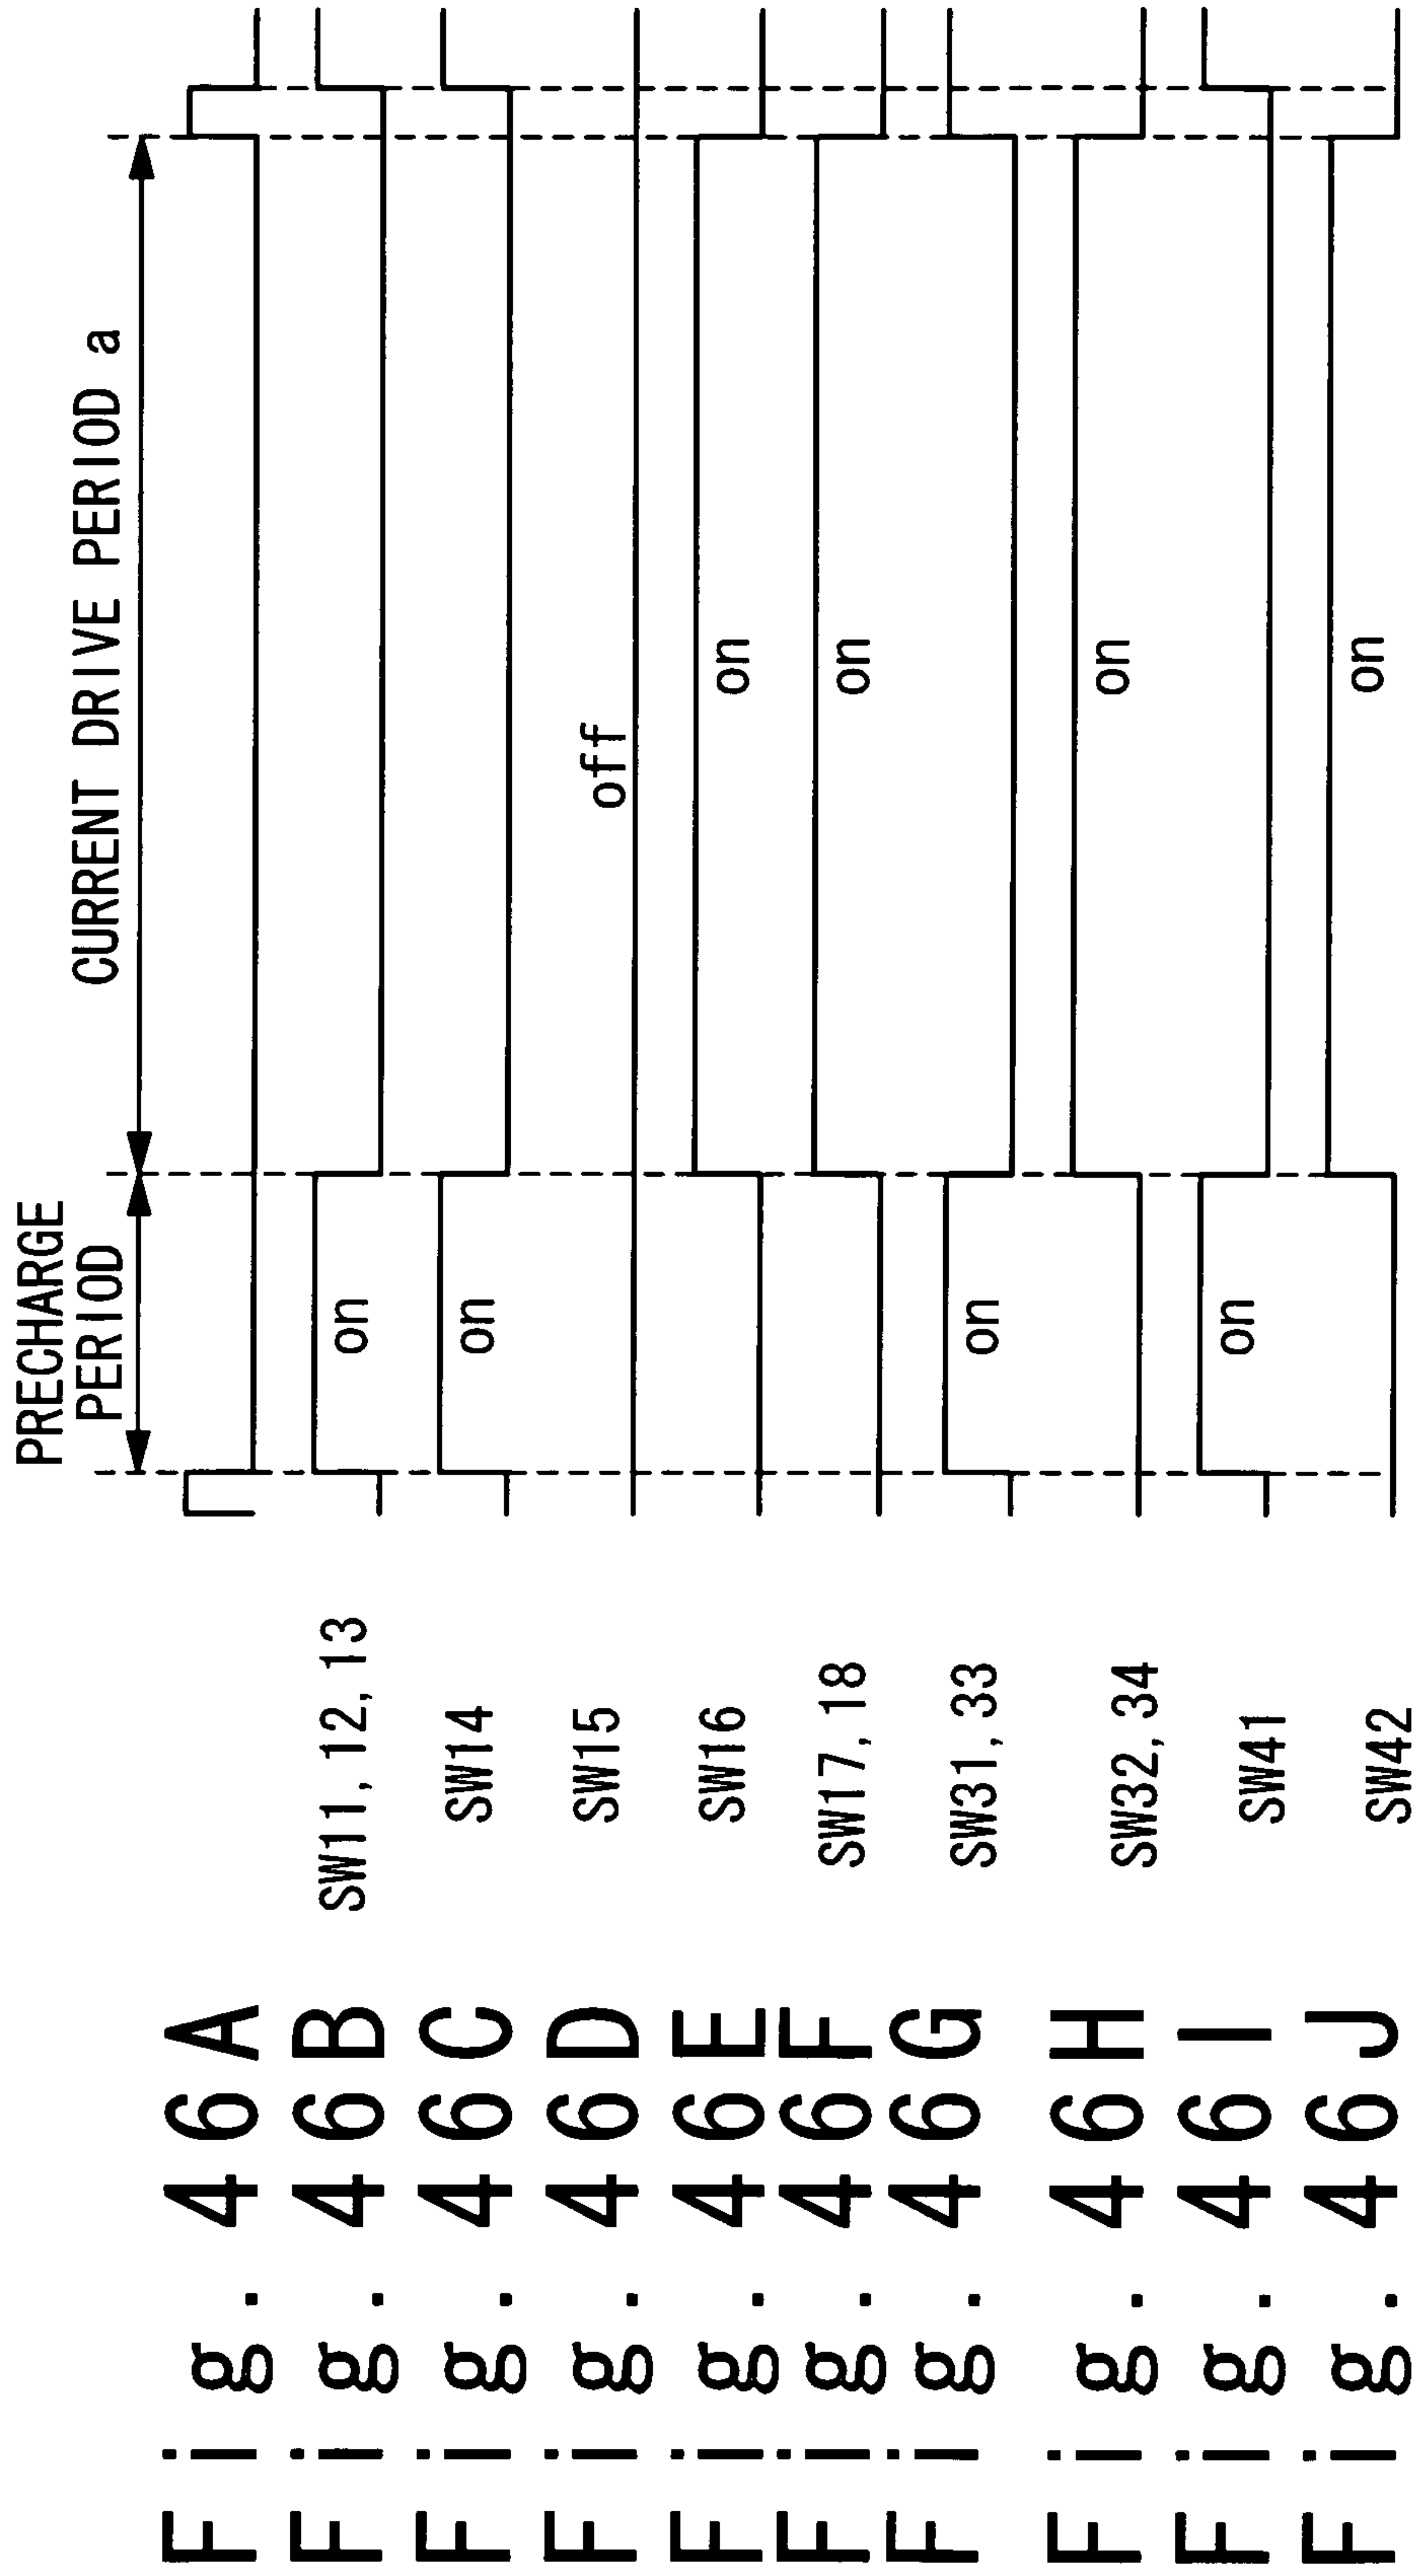 PRECHARGE
PERIOD
CURRENT DRIVE PERIOD a
Fig. 46A
Fig. 46B SW11, 12, 13 on
Fig. 46C SW14 on
Fig. 46D SW15 off
Fig. 46E SW16 on
Fig. 46F SW17, 18 on
Fig. 46G SW31, 33 on
Fig. 46H SW32, 34 on
Fig. 46I SW41 on
Fig. 46J SW42 on